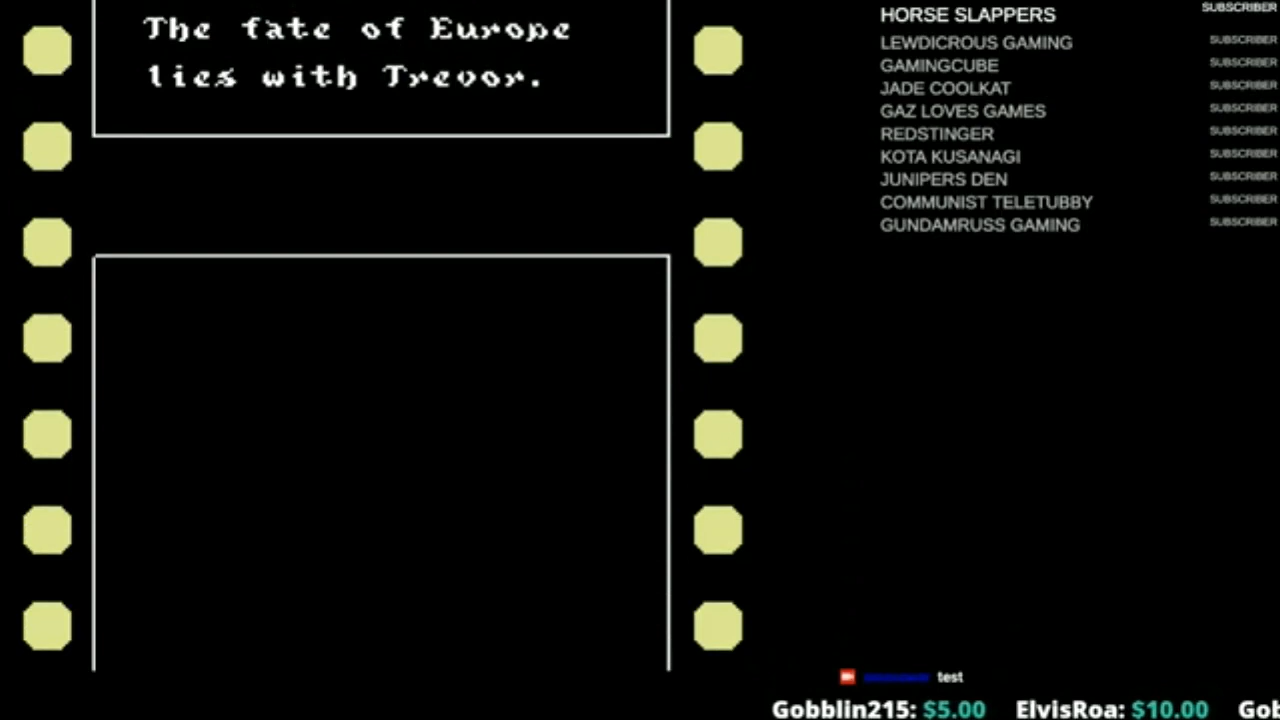 The fate of Europe
lies with Trevor.
HORSE SLAPPERS SUBSCRIBER
LEWDICROUS GAMING SUBSCRIBER
GAMINGCUBE SUBSCRIBER
JADE COOLKAT SUBSCRIBER
GAZ LOVES GAMES SUBSCRIBER
REDSTINGER SUBSCRIBER
KOTA KUSANAGI SUBSCRIBER
JUNIPERS DEN SUBSCRIBER
COMMUNIST TELETUBBY SUBSCRIBER
GUNDAMRUSS GAMING SUBSCRIBER
test
Gobblin215: $5.00 ElvisRoa: $10.00 Gob